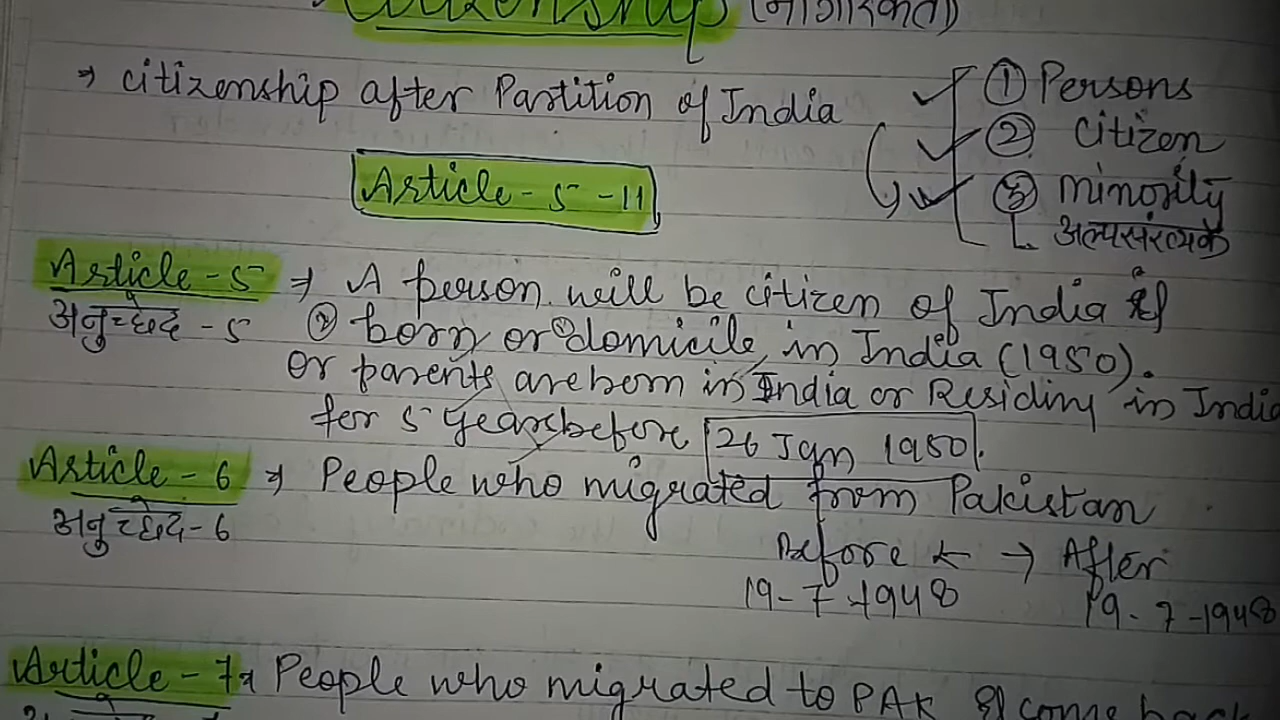 Citizenship (नागरिकता)
→ citizenship after Partition of India
① Persons
② citizen
③ minority
अल्पसंख्यक
Article - 5 - 11
Article - 5 → A person will be citizen of India if
अनुच्छेद - 5 ② born or ① domicile in India (1950).
or parents are born in India or Residing in India
for 5 years before 26 Jan 1950.
Article - 6 → People who migrated from Pakistan
अनुच्छेद - 6
Before ← → After
19-7-1948 19-7-1948
Article - 7 → People who migrated to PAK & come back